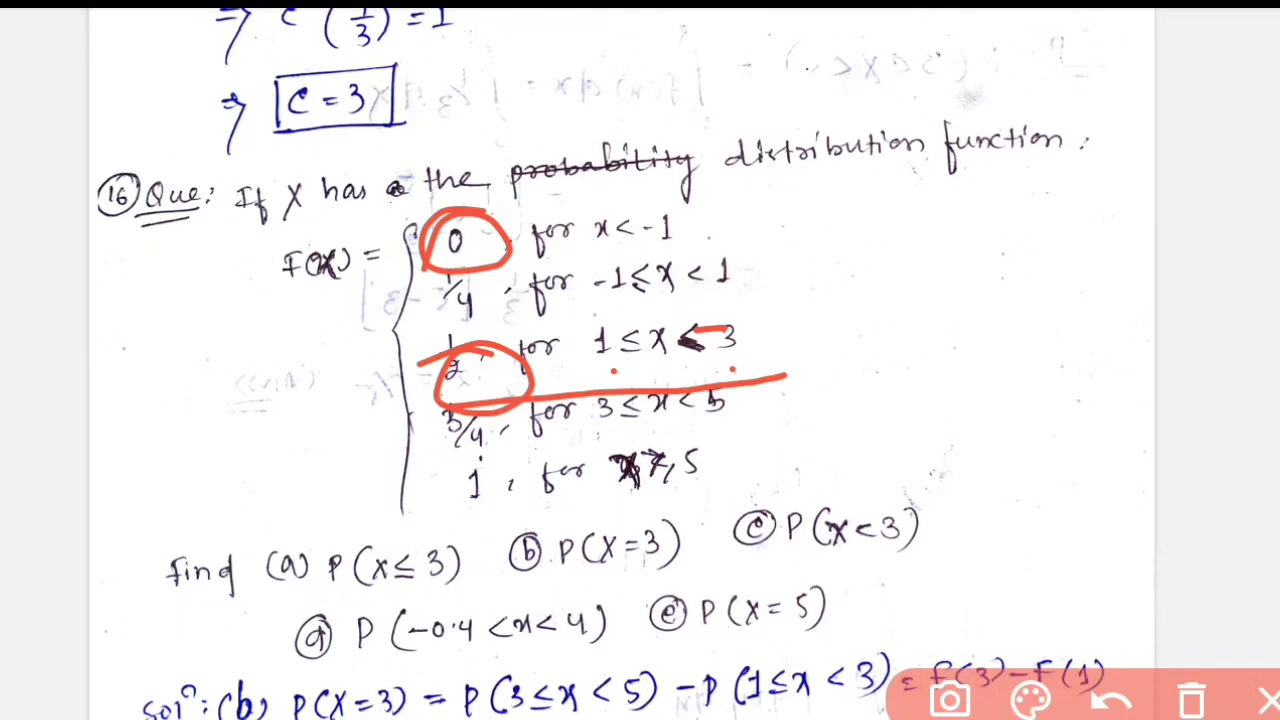 ⇒ C (1/3) = 1
⇒ C = 3
(16) Que: If X has the probability distribution function:
F(X) = { 0, for x < -1
1/4, for -1 ≤ X < 1
1/2, for 1 ≤ X < 3
3/4, for 3 ≤ x < 5
1, for X ≥ 5
Find (a) P(X ≤ 3) (b) P(X=3) (c) P(X < 3)
(d) P(-0.4 < x < 4) (e) P(X = 5)
Solⁿ: (b) P(X=3) = P(3 ≤ x < 5) - P(1 ≤ x < 3) = F(3) - F(1)